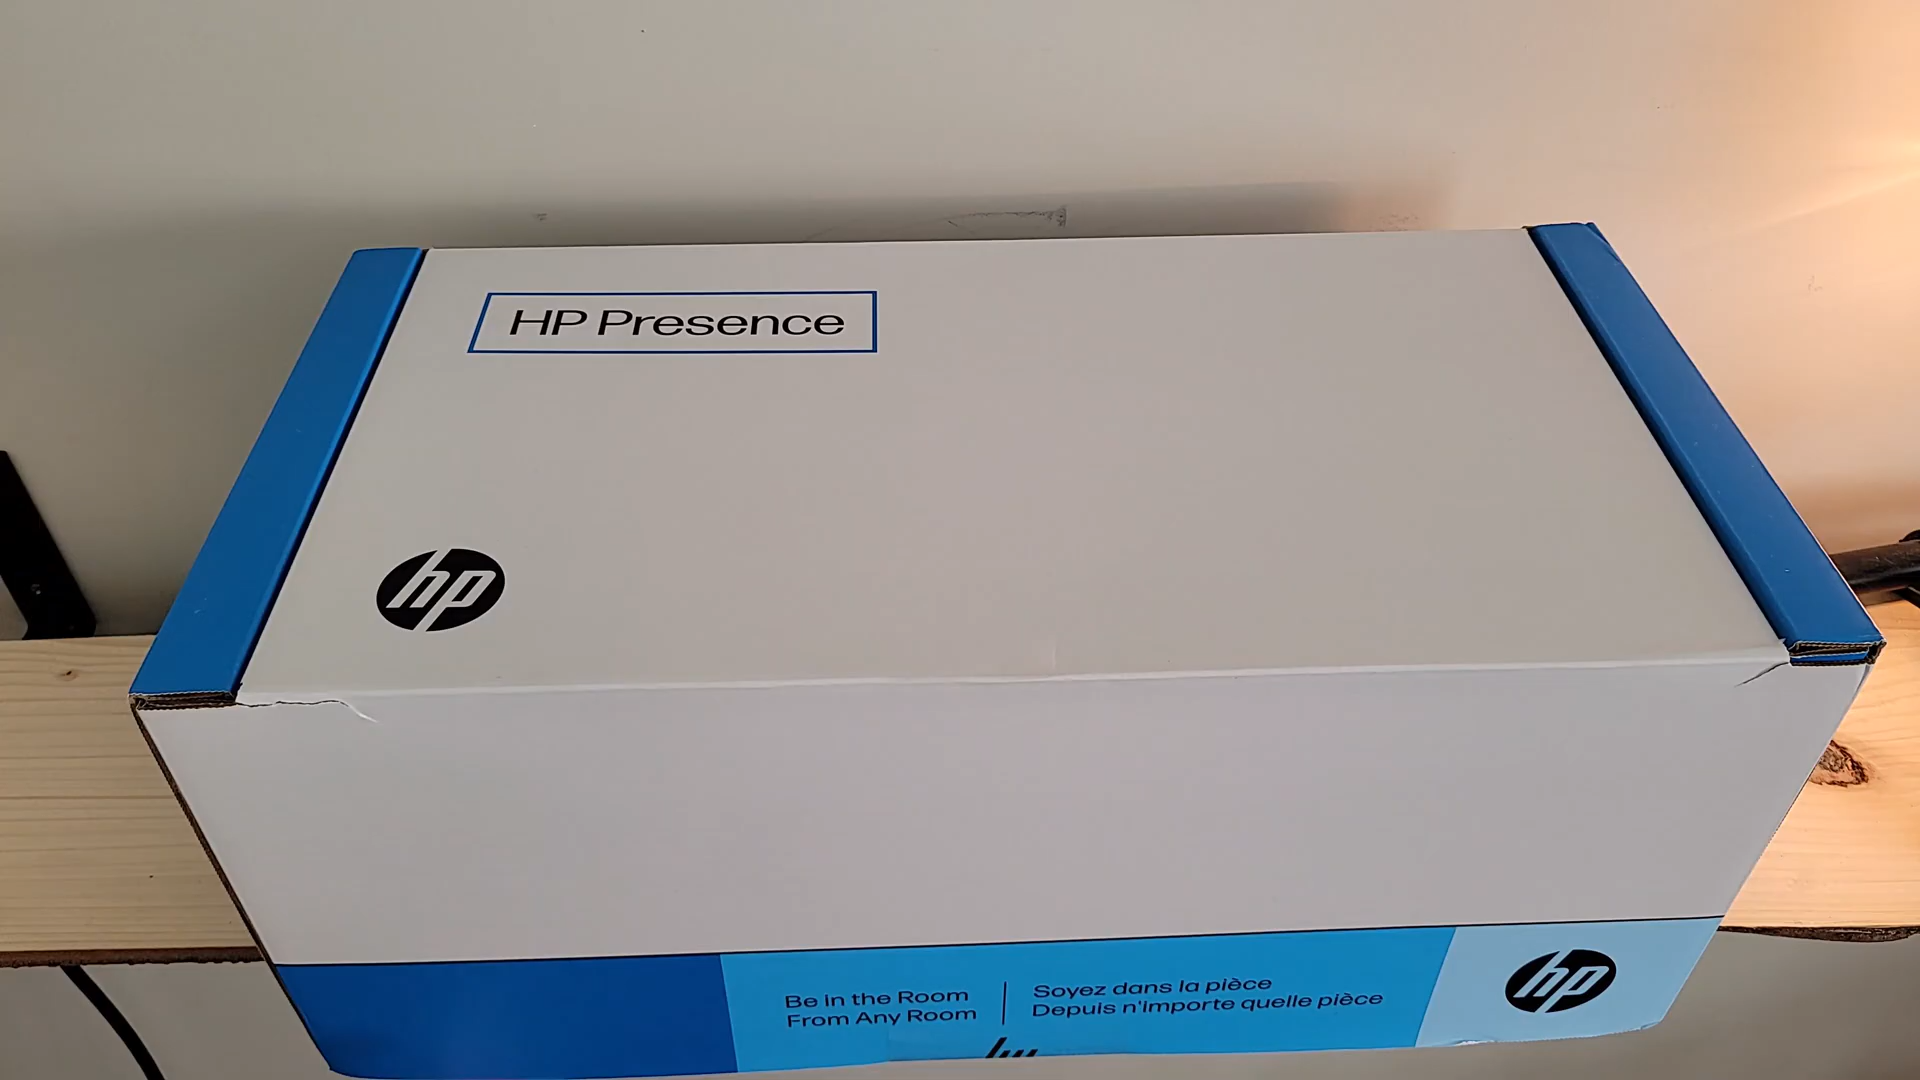 HP Presence
hp
Be in the Room
From Any Room
Soyez dans la pièce
Depuis n'importe quelle pièce
hp